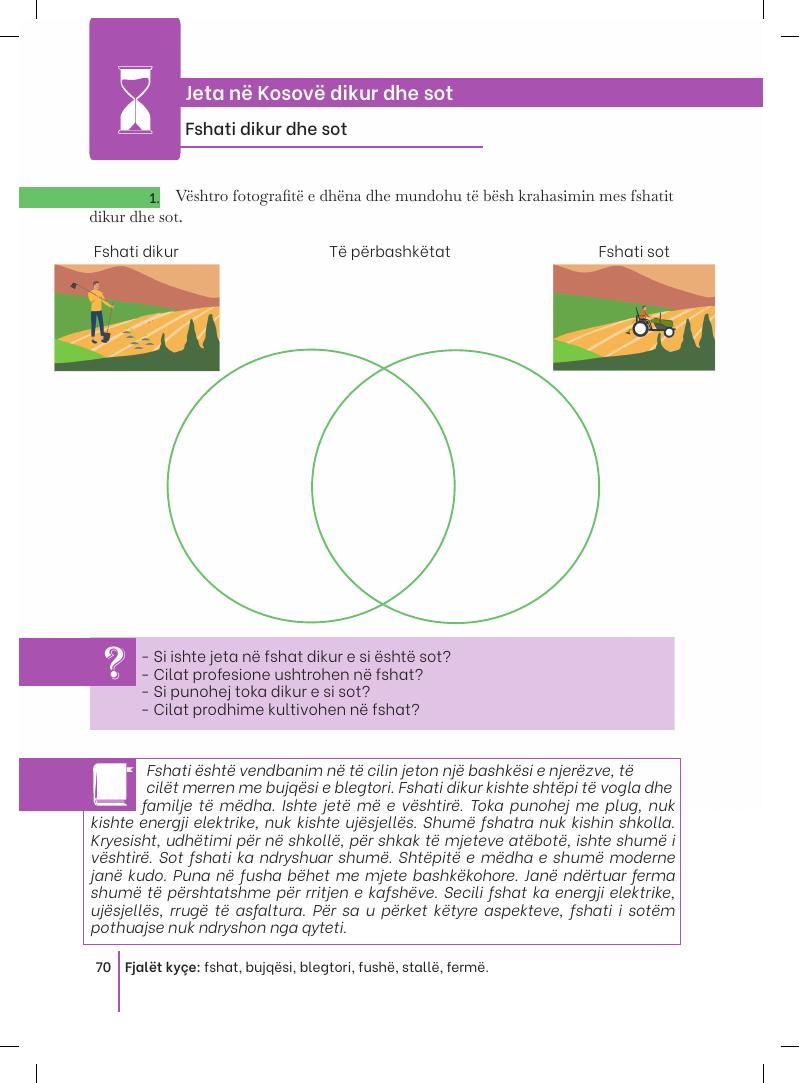 Jeta në Kosovë dikur dhe sot
Fshati dikur dhe sot
1. Vështro fotografitë e dhëna dhe mundohu të bësh krahasimin mes fshatit
dikur dhe sot.
Fshati dikur Të përbashkëtat Fshati sot
?
- Si ishte jeta në fshat dikur e si është sot?
- Cilat profesione ushtrohen në fshat?
- Si punohej toka dikur e si sot?
- Cilat prodhime kultivohen në fshat?
Fshati është vendbanim në të cilin jeton një bashkësi e njerëzve, të
cilët merren me bujqësi e blegtori. Fshati dikur kishte shtëpi të vogla dhe
familje të mëdha. Ishte jetë më e vështirë. Toka punohej me plug, nuk
kishte energji elektrike, nuk kishte ujësjellës. Shumë fshatra nuk kishin shkolla.
Kryesisht, udhëtimi për në shkollë, për shkak të mjeteve atëbotë, ishte shumë i
vështirë. Sot fshati ka ndryshuar shumë. Shtëpitë e mëdha e shumë moderne
janë kudo. Puna në fusha bëhet me mjete bashkëkohore. Janë ndërtuar ferma
shumë të përshtatshme për rritjen e kafshëve. Secili fshat ka energji elektrike,
ujësjellës, rrugë të asfaltura. Për sa u përket këtyre aspekteve, fshati i sotëm
pothuajse nuk ndryshon nga qyteti.
70 Fjalët kyçe: fshat, bujqësi, blegtori, fushë, stallë, fermë.